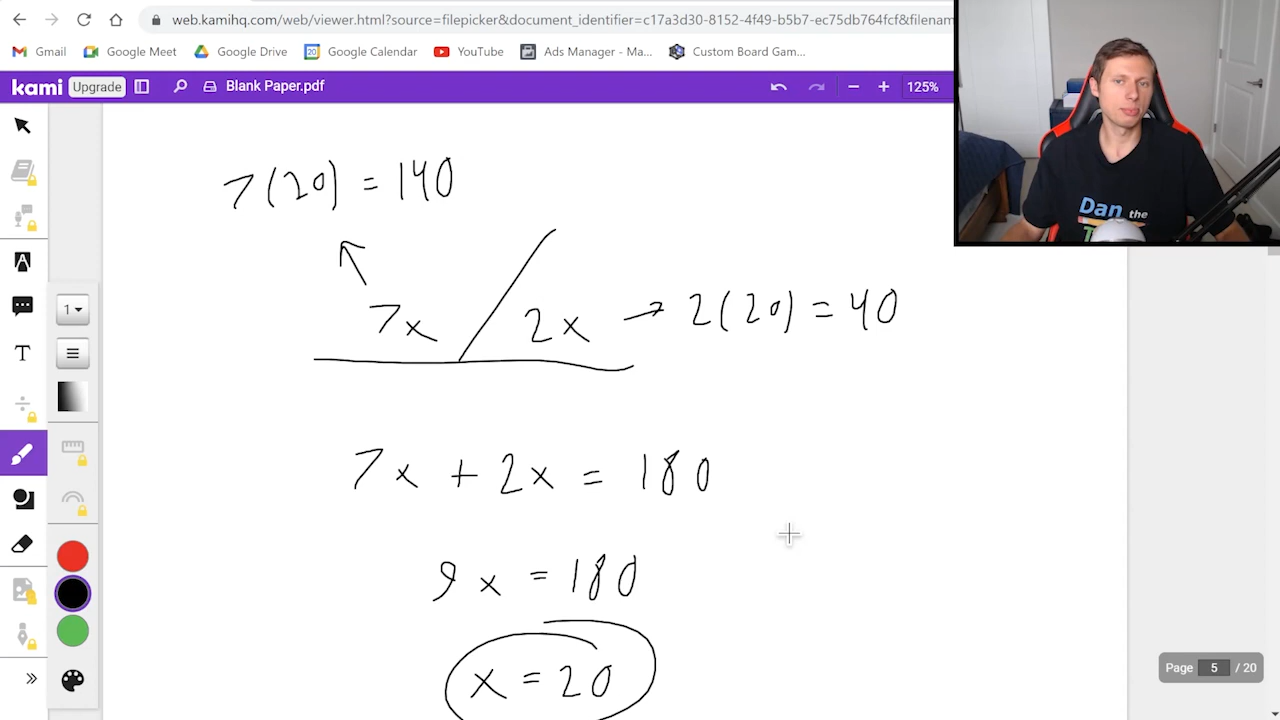 web.kamihq.com/web/viewer.html?source=filepicker&document_identifier=c17a3d30-8152-4f49-b5b7-ec75db764fcf&filenam
Gmail Google Meet Google Drive 20 Google Calendar YouTube Ads Manager - Ma... Custom Board Gam...
kami Upgrade Blank Paper.pdf 125%
Dan the
7(20) = 140
7x / 2x → 2(20) = 40
1
T
7x + 2x = 180
9x = 180
x = 20
Page 5 / 20